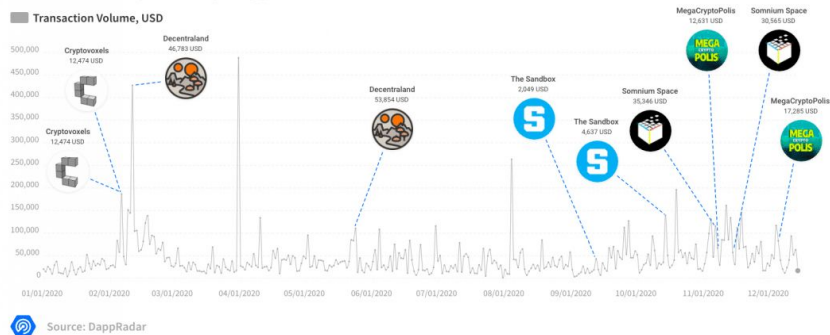 Transaction Volume, USD
MegaCryptoPolis
12,631 USD
Somnium Space
30,565 USD
Decentraland
46,783 USD
Cryptovoxels
12,474 USD
MEGA
CRYPTO
POLIS
500,000
450,000
400,000
350,000
300,000
250,000
200,000
150,000
100,000
50,000
0
Decentraland
53,854 USD
The Sandbox
2,049 USD
Somnium Space
35,346 USD
MegaCryptoPolis
17,285 USD
The Sandbox
4,637 USD
Cryptovoxels
12,474 USD
MEGA
CRYPTO
POLIS
01/01/2020
02/01/2020
03/01/2020
04/01/2020
05/01/2020
06/01/2020
07/01/2020
08/01/2020
09/01/2020
10/01/2020
11/01/2020
12/01/2020
Source: DappRadar